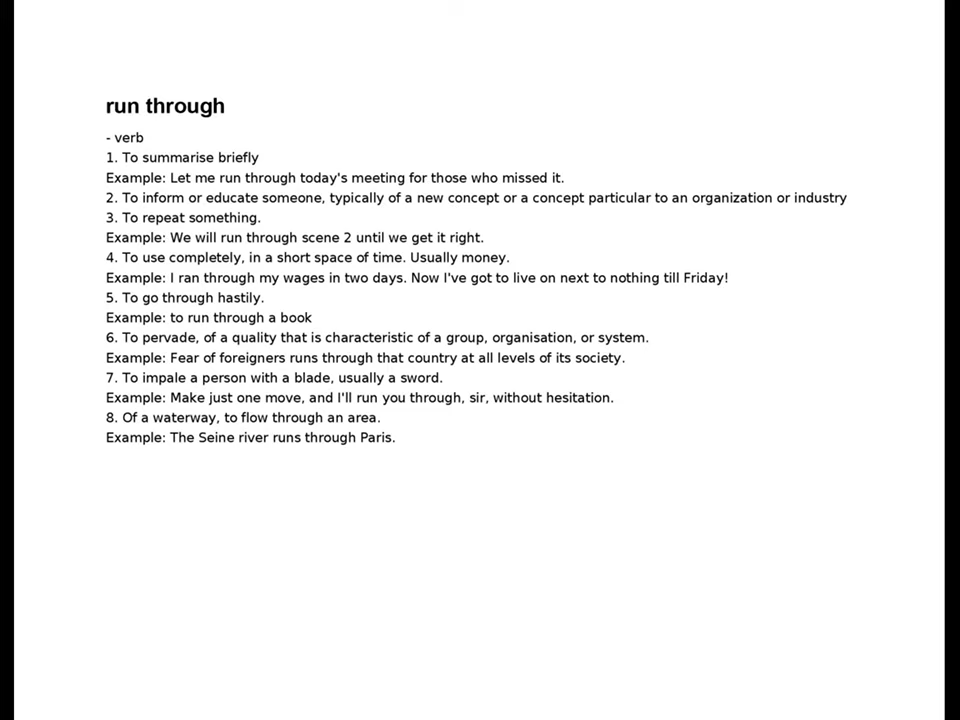 run through
- verb
1. To summarise briefly
Example: Let me run through today's meeting for those who missed it.
2. To inform or educate someone, typically of a new concept or a concept particular to an organization or industry
3. To repeat something.
Example: We will run through scene 2 until we get it right.
4. To use completely, in a short space of time. Usually money.
Example: I ran through my wages in two days. Now I've got to live on next to nothing till Friday!
5. To go through hastily.
Example: to run through a book
6. To pervade, of a quality that is characteristic of a group, organisation, or system.
Example: Fear of foreigners runs through that country at all levels of its society.
7. To impale a person with a blade, usually a sword.
Example: Make just one move, and I'll run you through, sir, without hesitation.
8. Of a waterway, to flow through an area.
Example: The Seine river runs through Paris.